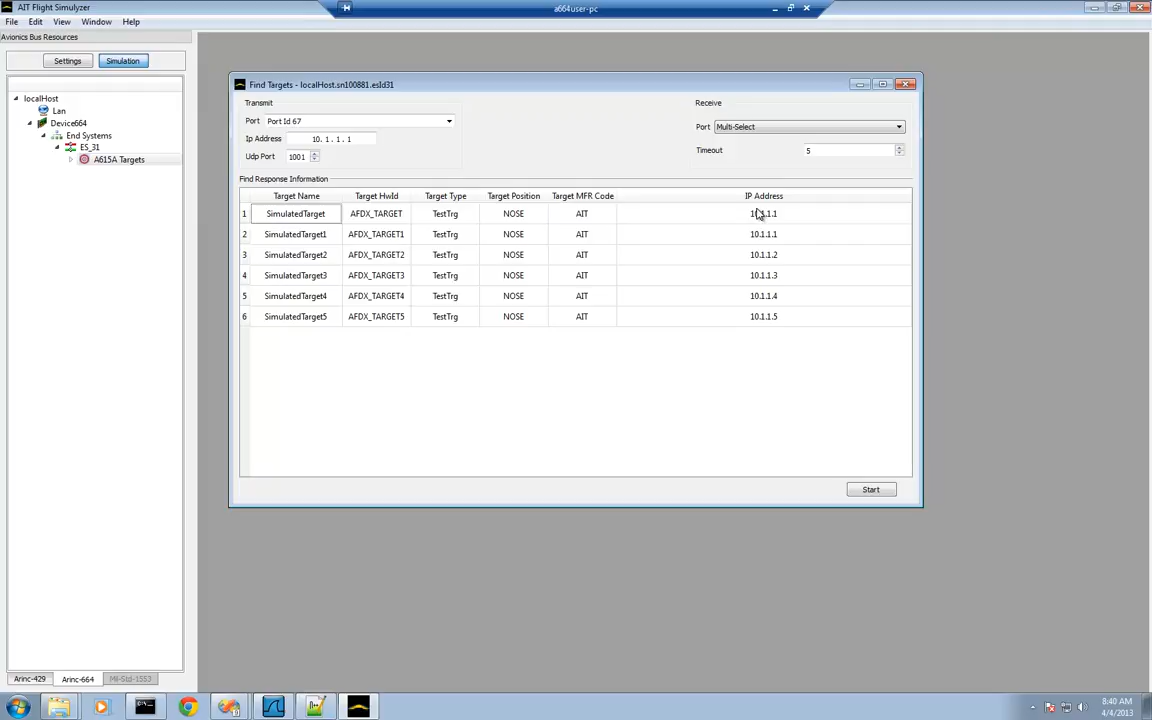 AIT Flight Simulyzer
a664user-pc
File Edit View Window Help
Avionics Bus Resources
Settings Simulation
localHost
Lan
Device664
End Systems
ES_31
A615A Targets
Find Targets - localHost.sn100881.esId31
Transmit
Port Port Id 67
Ip Address 10. 1 . 1 . 1
Udp Port 1001
Receive
Port Multi-Select
Timeout 5
Find Response Information
Target Name Target HwId Target Type Target Position Target MFR Code IP Address
1 SimulatedTarget AFDX_TARGET TestTrg NOSE AIT
2 SimulatedTarget1 AFDX_TARGET1 TestTrg NOSE AIT 10.1.1.1
3 SimulatedTarget2 AFDX_TARGET2 TestTrg NOSE AIT 10.1.1.2
4 SimulatedTarget3 AFDX_TARGET3 TestTrg NOSE AIT 10.1.1.3
5 SimulatedTarget4 AFDX_TARGET4 TestTrg NOSE AIT 10.1.1.4
6 SimulatedTarget5 AFDX_TARGET5 TestTrg NOSE AIT 10.1.1.5
Start
Arinc-429 Arinc-664 Mil-Std-1553
8:40 AM
4/4/2013